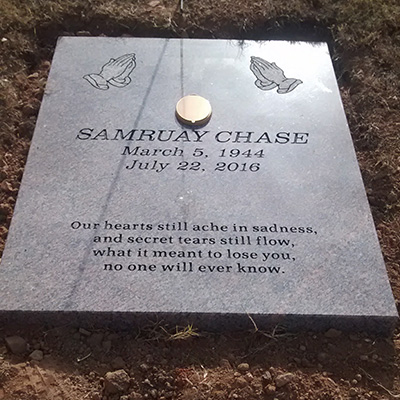 SAMRUAY CHASE
March 5, 1944
July 22, 2016
Our hearts still ache in sadness,
and secret tears still flow,
what it meant to lose you,
no one will ever know.